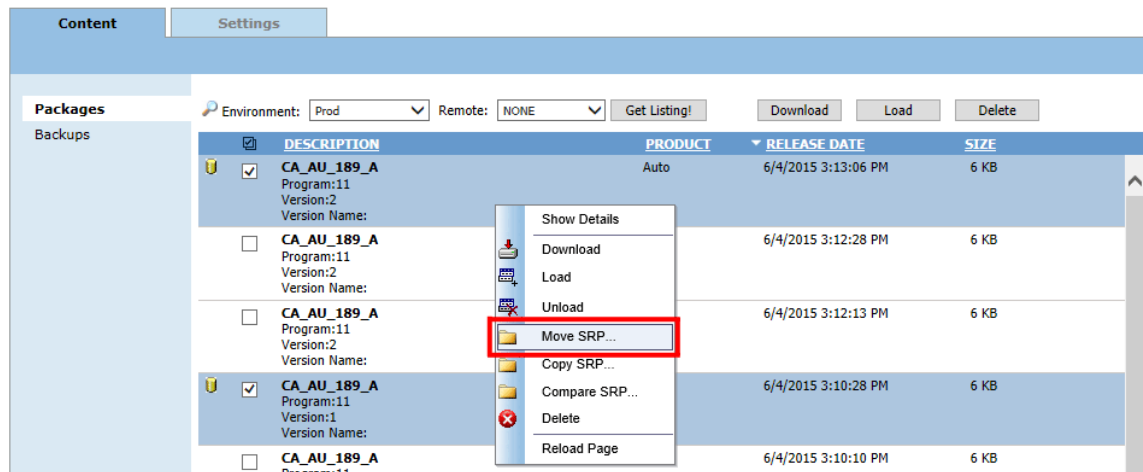 Content
Settings
Packages
Backups
Environment: Prod Remote: NONE Get Listing! Download Load Delete
DESCRIPTION PRODUCT RELEASE DATE SIZE
CA_AU_189_A Auto 6/4/2015 3:13:06 PM 6 KB
Program:11
Version:2
Version Name:
CA_AU_189_A 6/4/2015 3:12:28 PM 6 KB
Program:11
Version:2
Version Name:
CA_AU_189_A 6/4/2015 3:12:13 PM 6 KB
Program:11
Version:2
Version Name:
CA_AU_189_A 6/4/2015 3:10:28 PM 6 KB
Program:11
Version:1
Version Name:
CA_AU_189_A 6/4/2015 3:10:10 PM 6 KB
Program:11
Show Details
Download
Load
Unload
Move SRP...
Copy SRP...
Compare SRP...
Delete
Reload Page